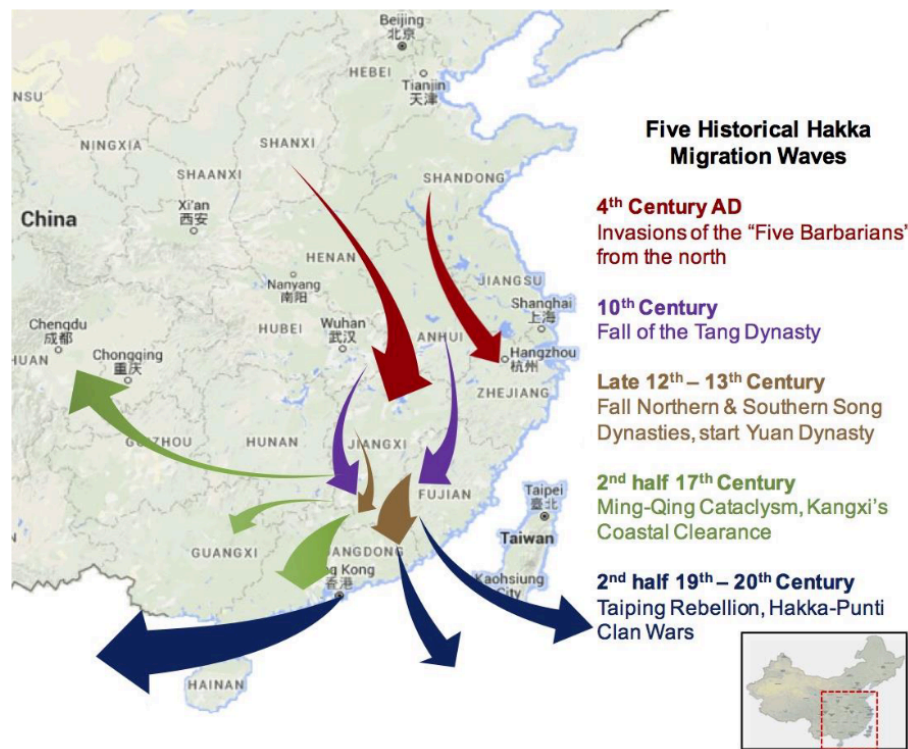 Beijing
北京
HEBEI
Tianjin
天津
NSU
NINGXIA
SHANXI
SHAANXI
SHANDONG
Xi'an
西安
China
HENAN
Nanyang
南阳
JIANGSU
Shanghai
上海
Chengdu
成都
HUAN
HUBEI
Wuhan
武汉
ANHUI
Hangzhou
杭州
Chongqing
重庆
ZHEJIANG
GUIZHOU
HUNAN
JIANGXI
FUJIAN
Taipei
臺北
Taiwan
GUANGXI
ANGDONG
ng Kong
香港
Kaohsiung
City
HAINAN
Five Historical Hakka
Migration Waves
4th Century AD
Invasions of the “Five Barbarians’
from the north
10th Century
Fall of the Tang Dynasty
Late 12th – 13th Century
Fall Northern & Southern Song
Dynasties, start Yuan Dynasty
2nd half 17th Century
Ming-Qing Cataclysm, Kangxi’s
Coastal Clearance
2nd half 19th – 20th Century
Taiping Rebellion, Hakka-Punti
Clan Wars